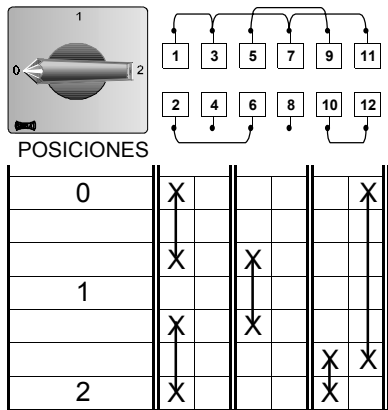 1
0 2
1 3 5 7 9 11
2 4 6 8 10 12
POSICIONES
0 X X
X X
1
X X
X X
2 X X